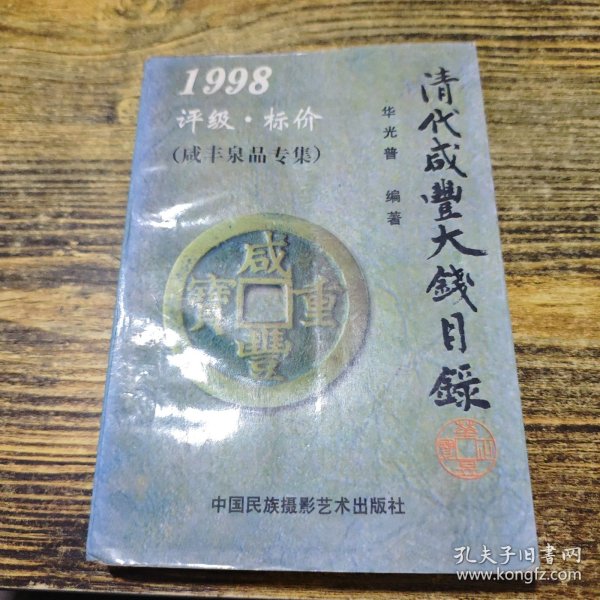 1998
评级·标价
(咸丰泉品专集)
清代咸豐大錢目錄
华光普 编著
咸豐重寶
中国民族摄影艺术出版社
孔夫子旧书网
www.kongfz.com